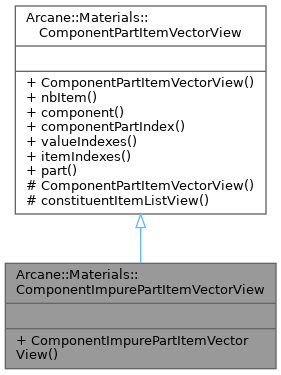 Arcane::Materials::
ComponentPartItemVectorView
+ ComponentPartItemVectorView()
+ nbItem()
+ component()
+ componentPartIndex()
+ valueIndexes()
+ itemIndexes()
+ part()
# ComponentPartItemVectorView()
# constituentItemListView()
Arcane::Materials::
ComponentImpurePartItemVectorView
+ ComponentImpurePartItemVector
View()